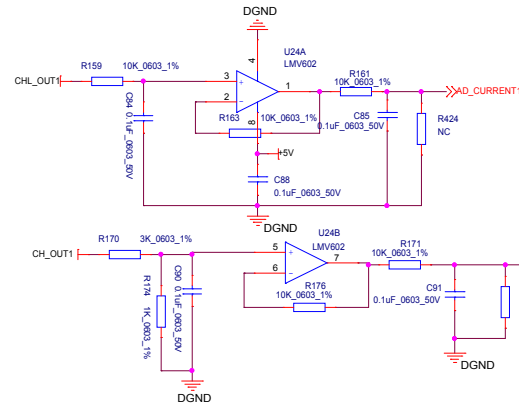 DGND
U24A
LMV602
4
R159
10K_0603_1%
CHL_OUT1
3
2
1
R161
10K_0603_1%
AD_CURRENT1
C84 0.1uF_0603_50V
R163
10K_0603_1%
8
+5V
C85
0.1uF_0603_50V
R424
NC
C88
0.1uF_0603_50V
DGND
CH_OUT1
R170
3K_0603_1%
U24B
LMV602
5
6
7
R171
10K_0603_1%
R174 1K_0603_1%
C90 0.1uF_0603_50V
R176
10K_0603_1%
C91
0.1uF_0603_50V
DGND
DGND